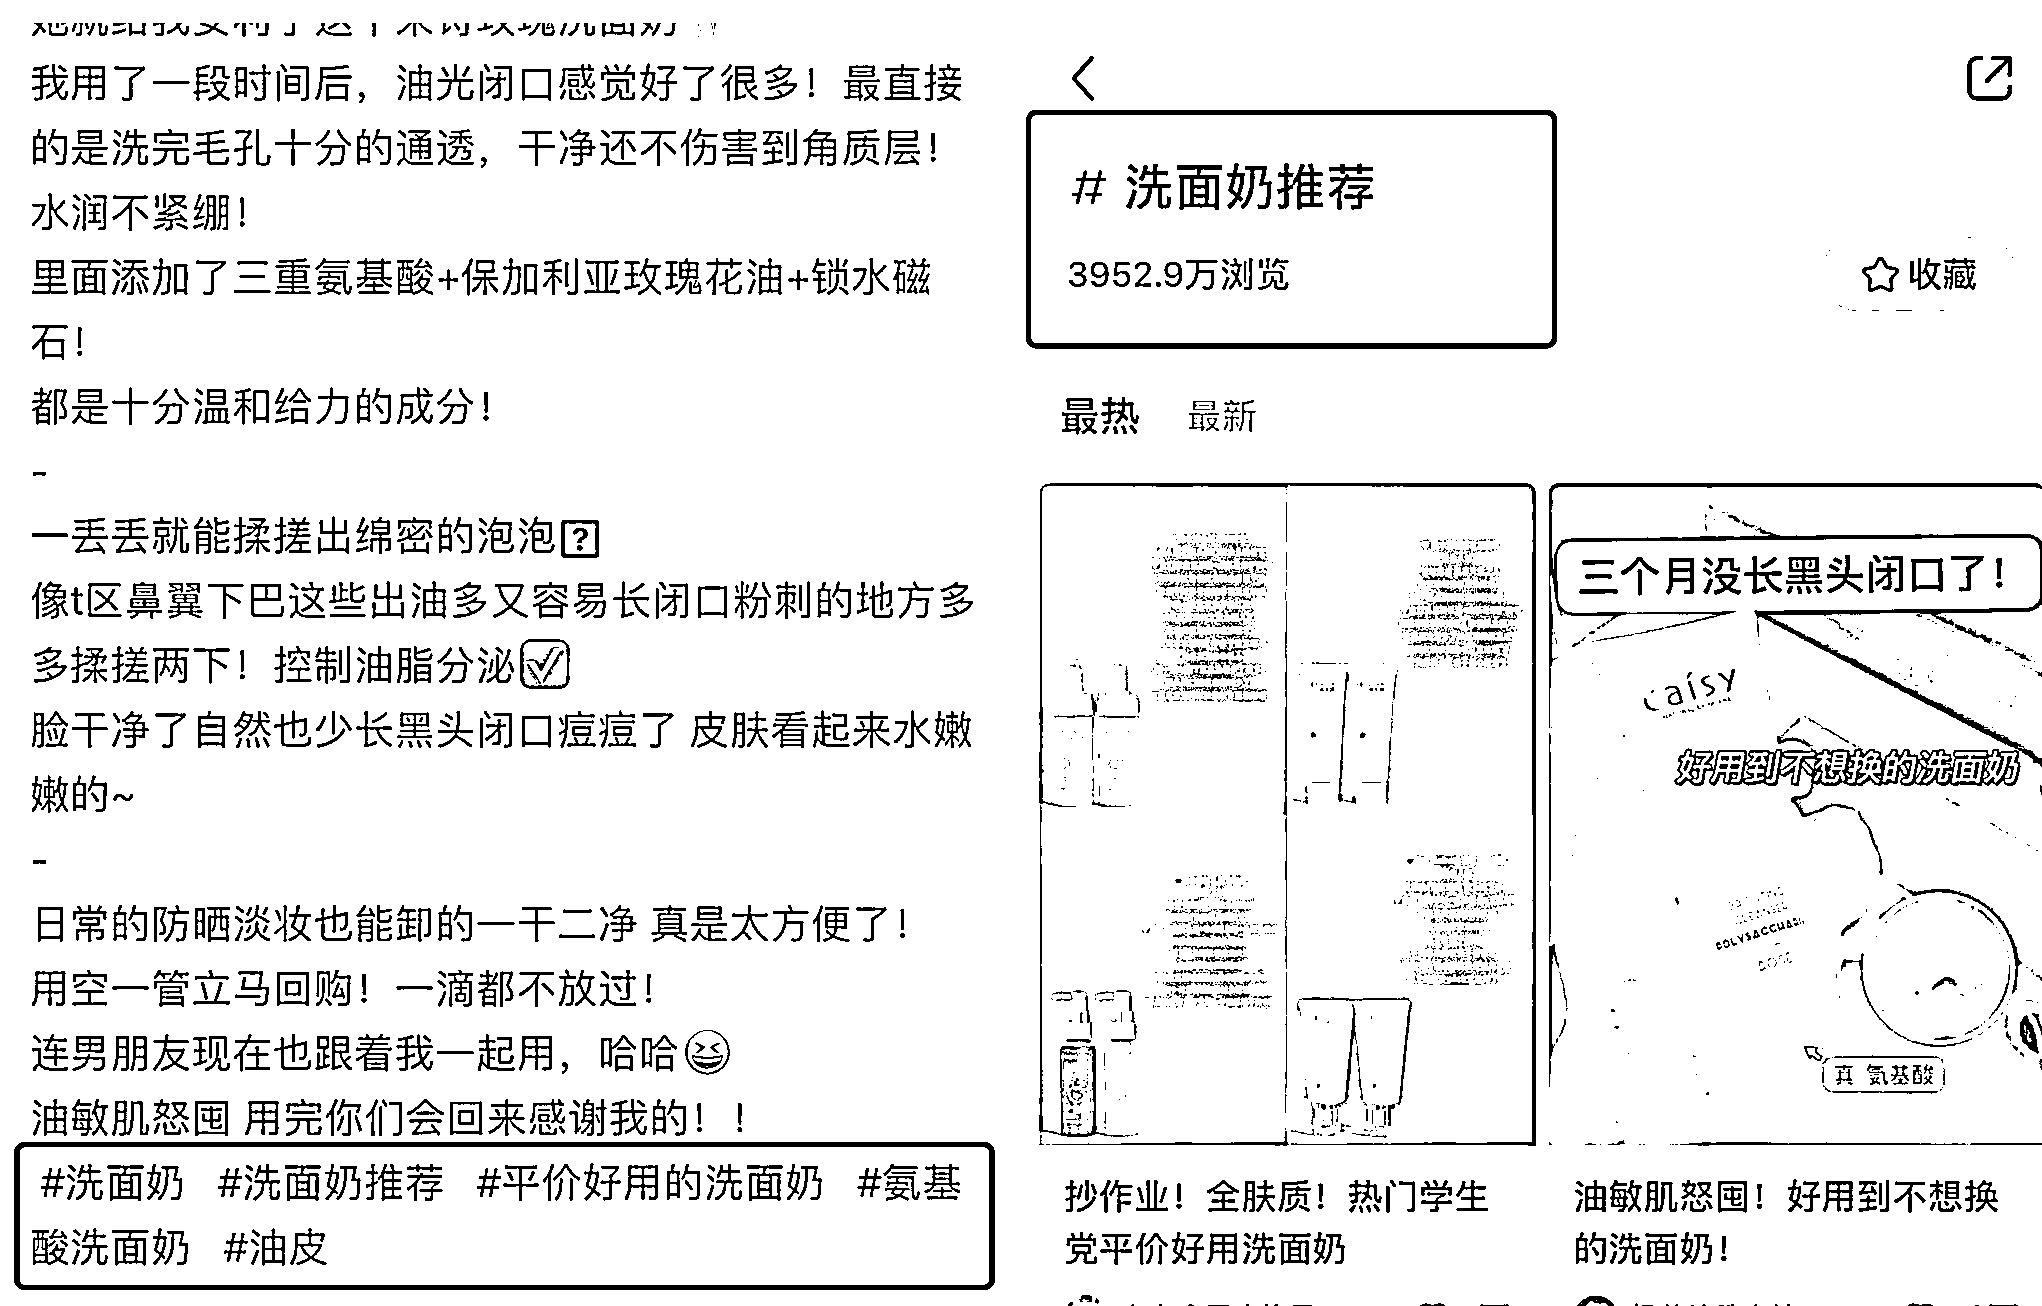 我用了一段时间后，油光闭口感觉好了很多！最直接
的是洗完毛孔十分的通透，干净还不伤害到角质层！
水润不紧绷！
里面添加了三重氨基酸+保加利亚玫瑰花油+锁水磁
石！
都是十分温和给力的成分！
-
一丢丢就能揉搓出绵密的泡泡
像t区鼻翼下巴这些出油多又容易长闭口粉刺的地方多
多揉搓两下！控制油脂分泌✅
脸干净了自然也少长黑头闭口痘痘了 皮肤看起来水嫩
嫩的~
-
日常的防晒淡妆也能卸的一干二净 真是太方便了！
用空一管立马回购！一滴都不放过！
连男朋友现在也跟着我一起用，哈哈😆
油敏肌怒囤 用完你们会回来感谢我的！！
#洗面奶 #洗面奶推荐 #平价好用的洗面奶 #氨基
酸洗面奶 #油皮
# 洗面奶推荐
3952.9万浏览
收藏
最热 最新
三个月没长黑头闭口了！
caisy
好用到不想换的洗面奶
真 氨基酸
抄作业！全肤质！热门学生
党平价好用洗面奶
油敏肌怒囤！好用到不想换
的洗面奶！